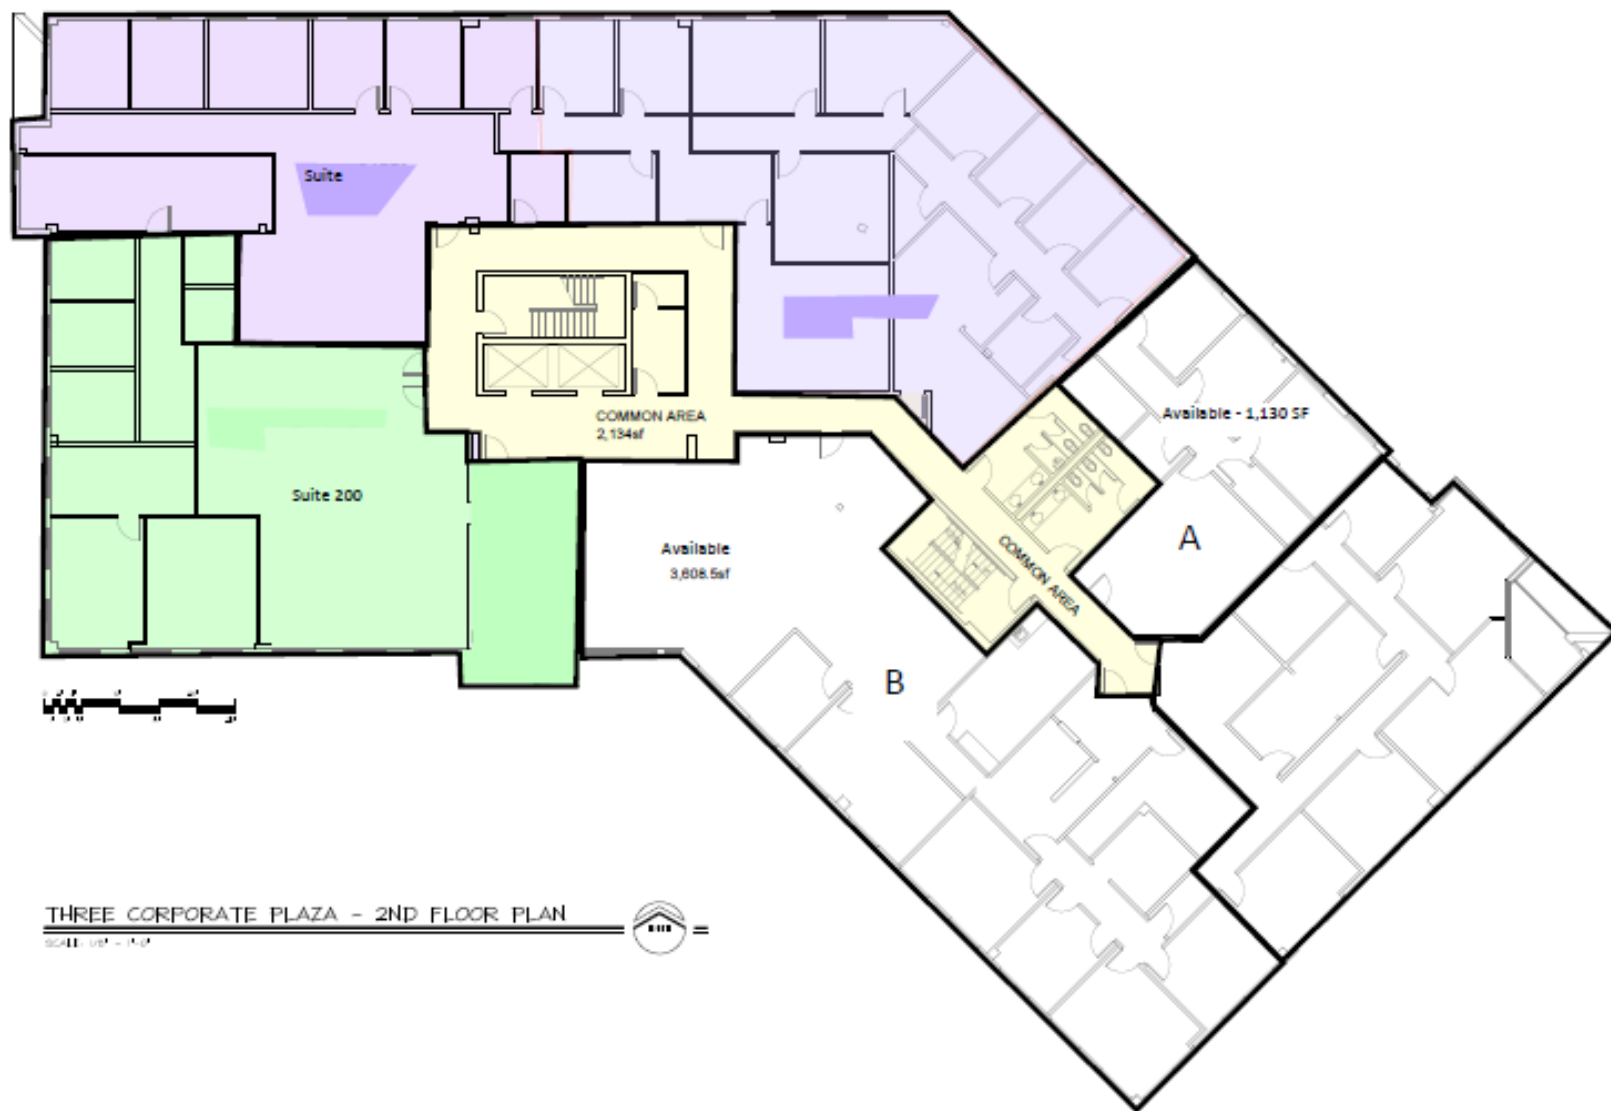 Suite
COMMON AREA
2,134sf
Available - 1,130 SF
Suite 200
A
Available
3,608.5sf
COMMON AREA
B
THREE CORPORATE PLAZA - 2ND FLOOR PLAN